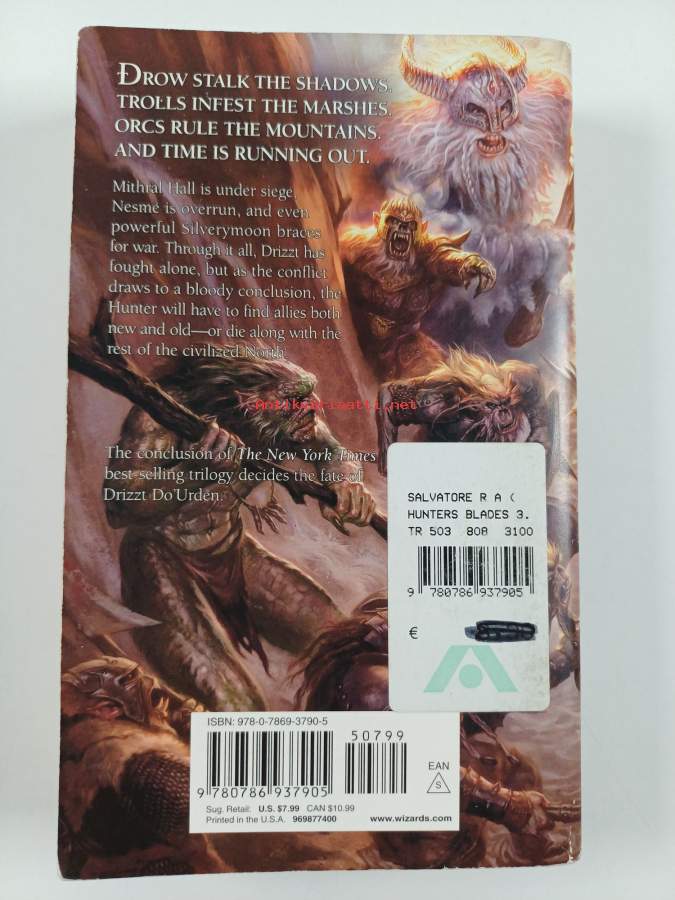 DROW STALK THE SHADOWS.
TROLLS INFEST THE MARSHES.
ORCS RULE THE MOUNTAINS.
AND TIME IS RUNNING OUT.
Mithral Hall is under siege,
Nesmé is overrun, and even
powerful Silverymoon braces
for war. Through it all, Drizzt has
fought alone, but as the conflict
draws to a bloody conclusion, the
Hunter will have to find allies both
new and old—or die along with the
rest of the civilized North!
Antikvariaatti.net
The conclusion of The New York Times
best-selling trilogy decides the fate of
Drizzt Do'Urden.
SALVATORE R A (
HUNTERS BLADES 3.
TR 503 808 3100
9 780786 937905
€
ISBN: 978-0-7869-3790-5
50799
EAN
S
9 780786 937905
Sug. Retail: U.S. $7.99 CAN $10.99
Printed in the U.S.A. 969877400
www.wizards.com